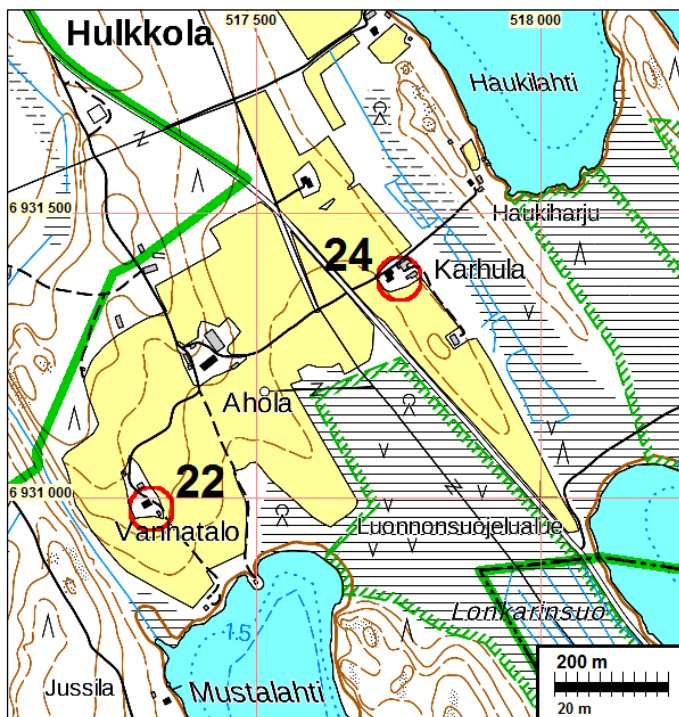 517 500
518 000
Hulkkola
Haukilahti
6 931 500
Haukiharju
24
Karhula
Ahola
22
6 931 000
Vanhatalo
Luonnonsuojelualue
Lonkarinsuo
1.5
Jussila
Mustalahti
200 m
20 m